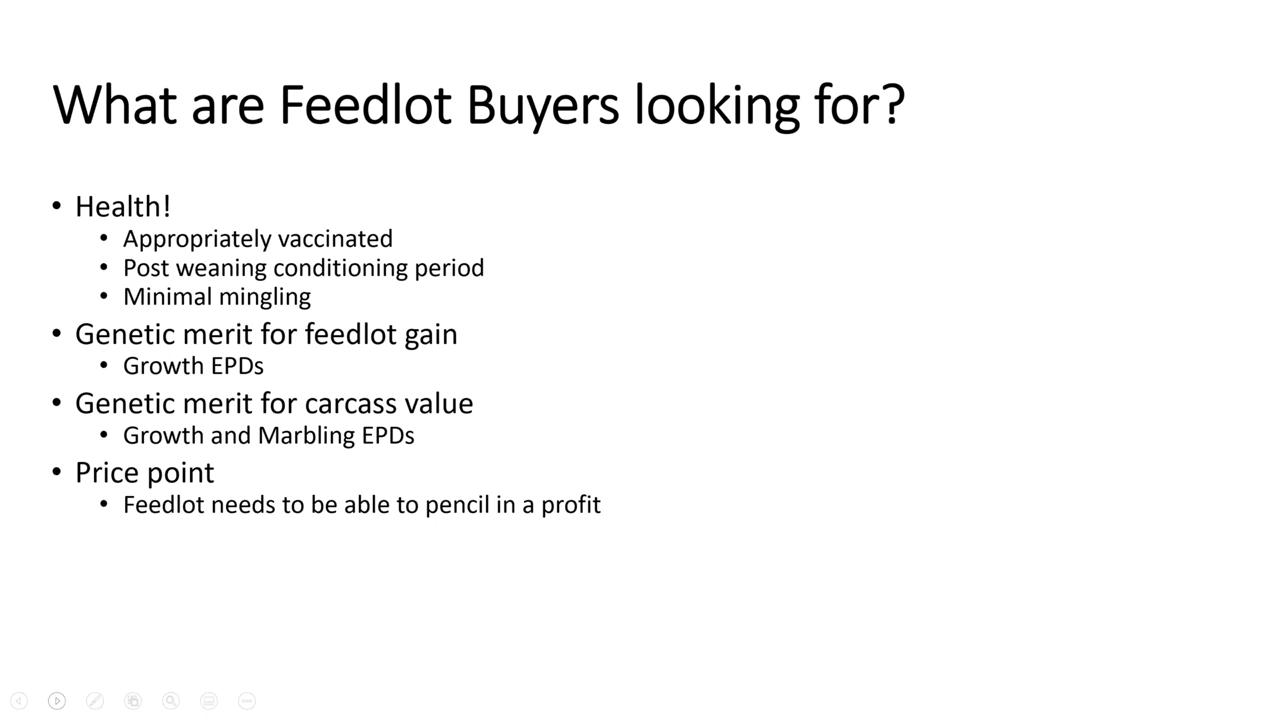 What are Feedlot Buyers looking for?
• Health!
• Appropriately vaccinated
• Post weaning conditioning period
• Minimal mingling
• Genetic merit for feedlot gain
• Growth EPDs
• Genetic merit for carcass value
• Growth and Marbling EPDs
• Price point
• Feedlot needs to be able to pencil in a profit